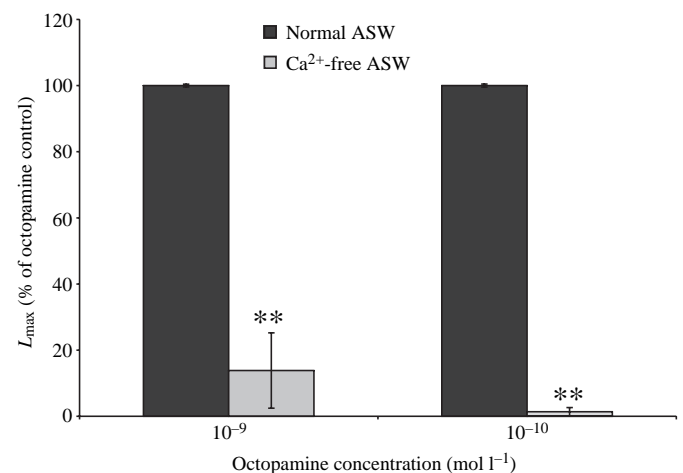 120
Normal ASW
Ca²⁺-free ASW
100
80
60
40
20
0
L_max (% of octopamine control)
**
**
10⁻⁹
10⁻¹⁰
Octopamine concentration (mol l⁻¹)